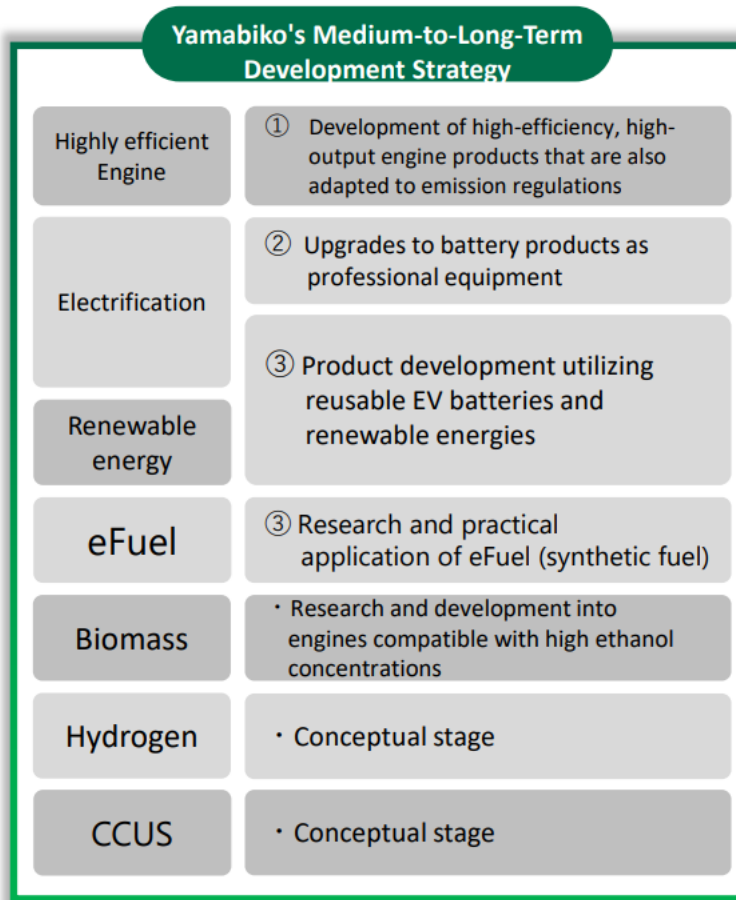 Yamabiko's Medium-to-Long-Term
Development Strategy
Highly efficient
Engine
① Development of high-efficiency, high-
output engine products that are also
adapted to emission regulations
Electrification
② Upgrades to battery products as
professional equipment
③ Product development utilizing
reusable EV batteries and
renewable energies
Renewable
energy
eFuel
③ Research and practical
application of eFuel (synthetic fuel)
Biomass
・Research and development into
engines compatible with high ethanol
concentrations
Hydrogen
・Conceptual stage
CCUS
・Conceptual stage